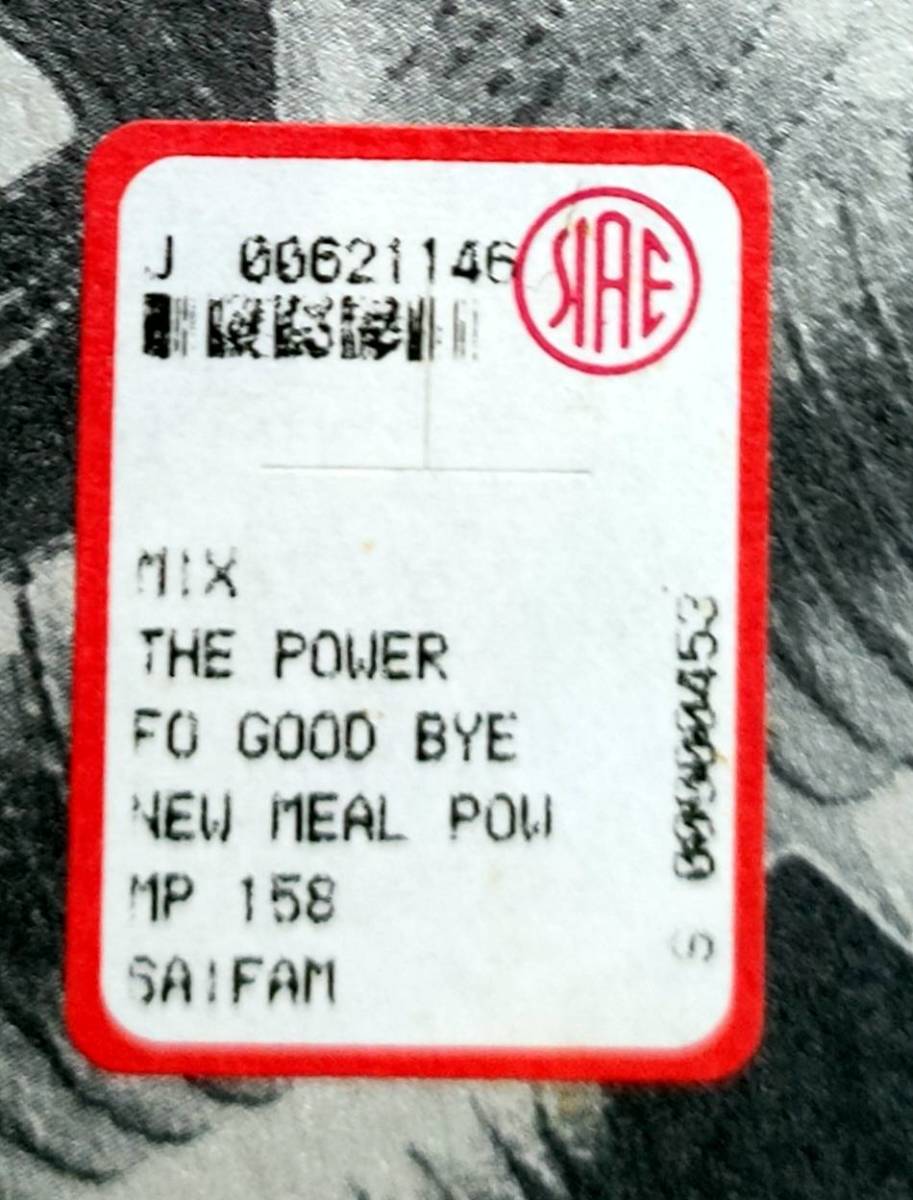 J 00621146
SIAE
MIX
THE POWER
FO GOOD BYE
NEW MEAL POW
MP 158
SAIFAM